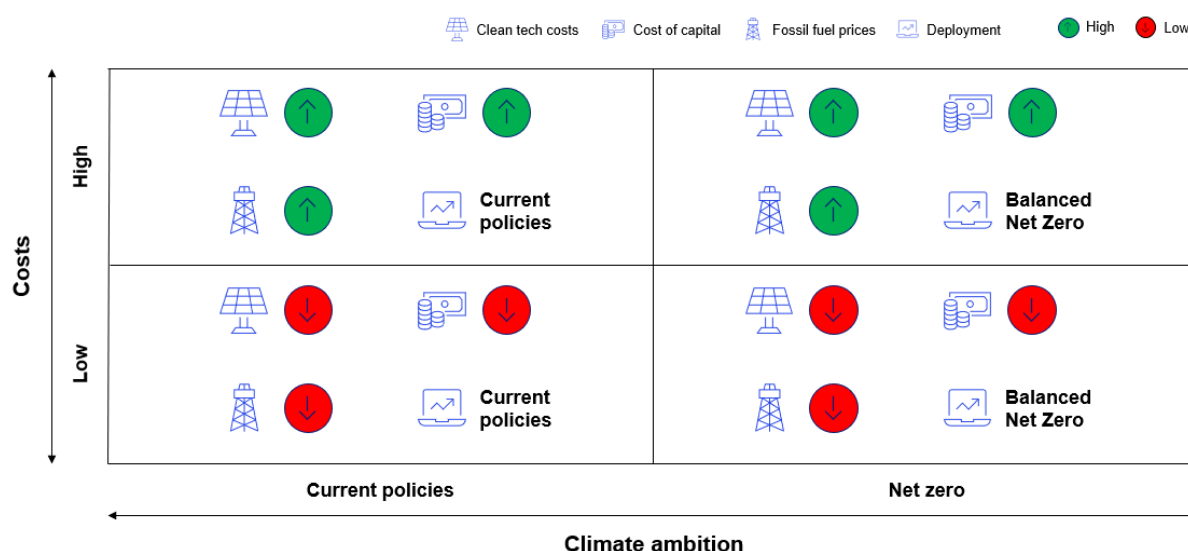 Clean tech costs
Cost of capital
Fossil fuel prices
Deployment
High
Low
Costs
High
Current
policies
Balanced
Net Zero
Low
Current
policies
Balanced
Net Zero
Current policies
Net zero
Climate ambition